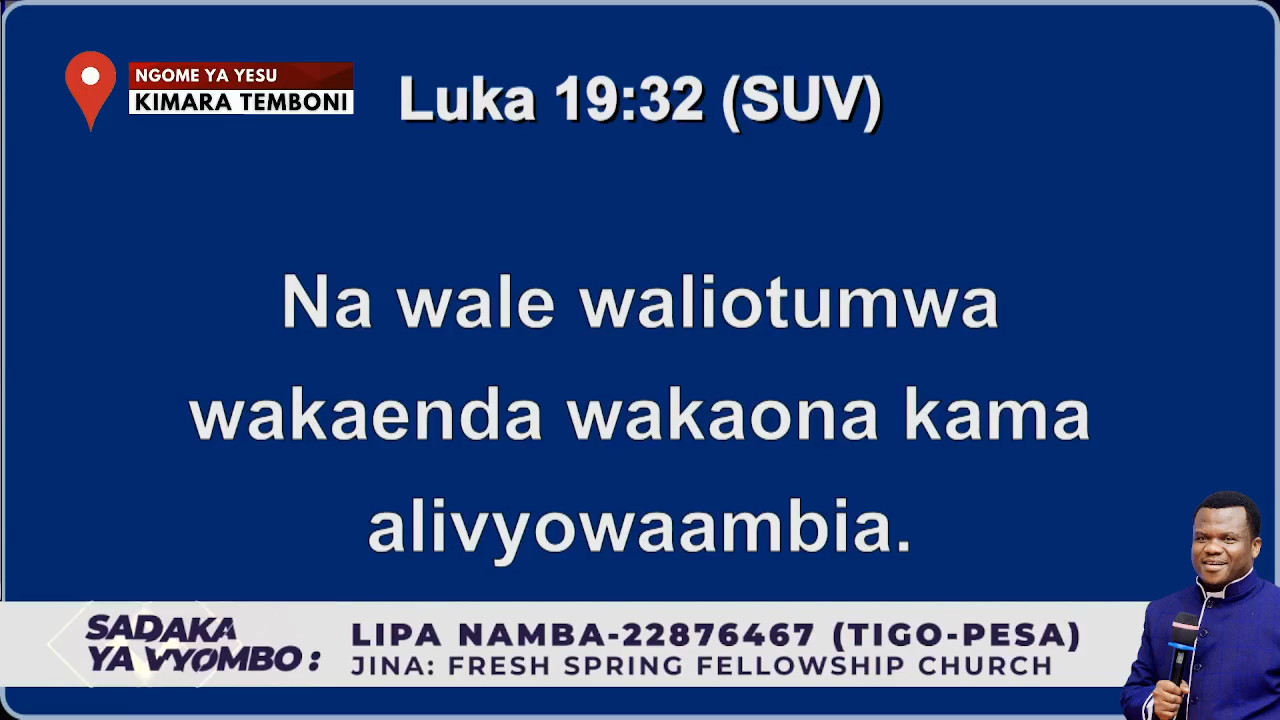 NGOME YA YESU
KIMARA TEMBONI
Luka 19:32 (SUV)
Na wale waliotumwa
wakaenda wakaona kama
alivyowaambia.
SADAKA
YA VYOMBO :
LIPA NAMBA-22876467 (TIGO-PESA)
JINA: FRESH SPRING FELLOWSHIP CHURCH